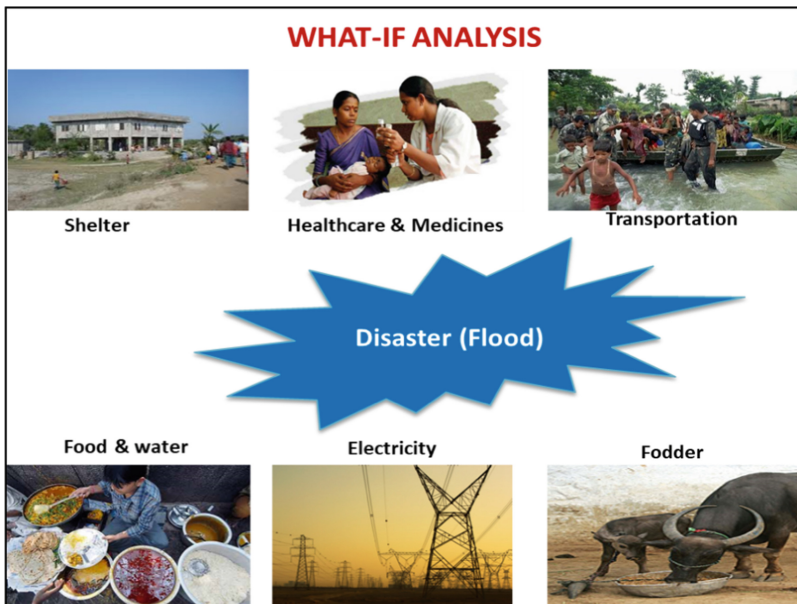 WHAT-IF ANALYSIS
Shelter
Healthcare & Medicines
Transportation
Disaster (Flood)
Food & water
Electricity
Fodder